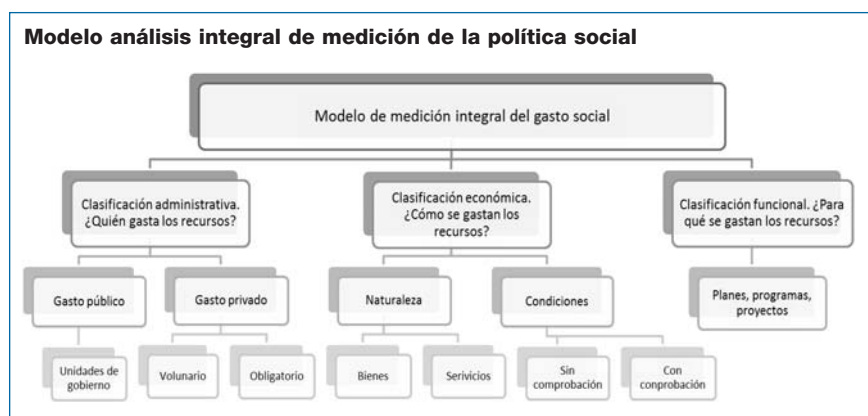 Modelo análisis integral de medición de la política social
Modelo de medición integral del gasto social
Clasificación administrativa.
¿Quién gasta los recursos?
Clasificación económica.
¿Cómo se gastan los
recursos?
Clasificación funcional. ¿Para
qué se gastan los recursos?
Gasto público
Gasto privado
Naturaleza
Condiciones
Planes, programas,
proyectos
Unidades de
gobierno
Volunario
Obligatorio
Bienes
Serivicios
Sin
comprobación
Con
conprobación